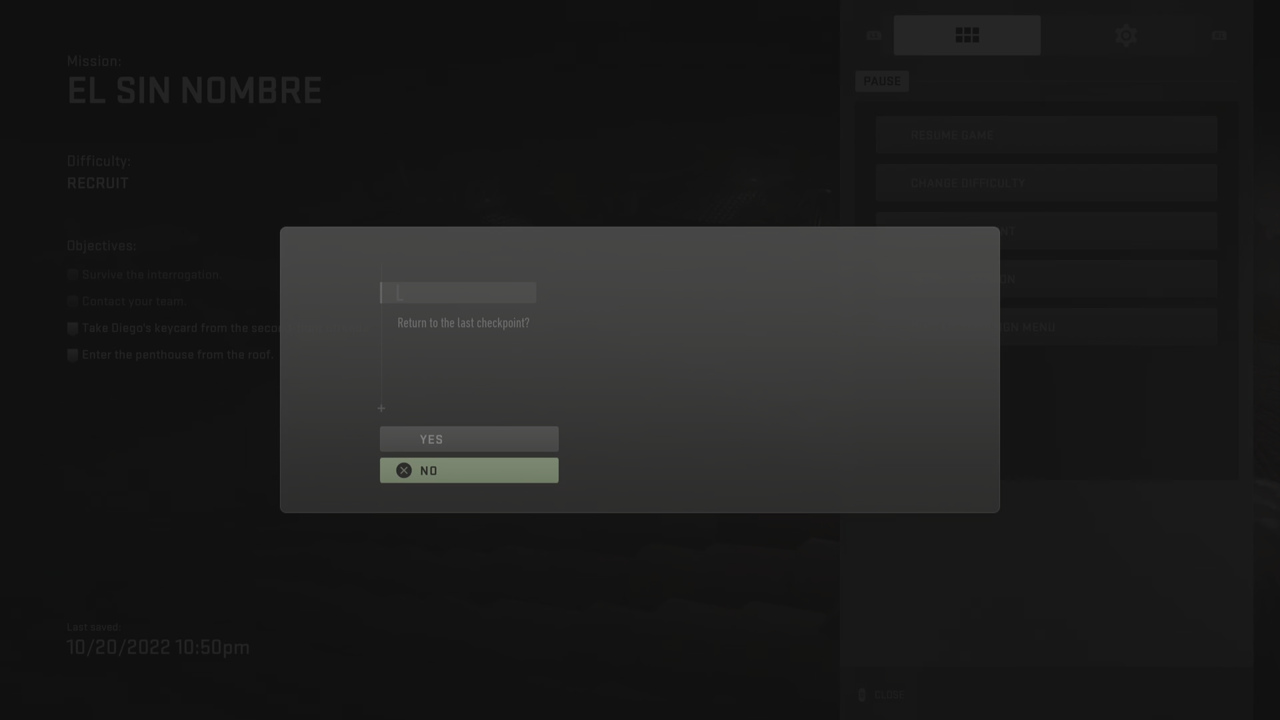 Mission:
EL SIN NOMBRE
Difficulty:
RECRUIT
Objectives:
Survive the interrogation.
Contact your team.
Take Diego's keycard from the
Enter the penthouse from the roof.
Last saved:
10/20/2022 10:50pm
PAUSE
RESUME GAME
CHANGE DIFFICULTY
MENU
CLOSE
Return to the last checkpoint?
YES
NO